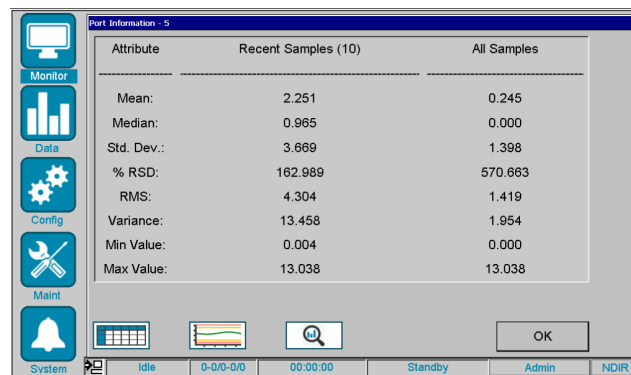 Port Information - 5
Attribute Recent Samples (10) All Samples
Mean: 2.251 0.245
Median: 0.965 0.000
Std. Dev.: 3.669 1.398
% RSD: 162.989 570.663
RMS: 4.304 1.419
Variance: 13.458 1.954
Min Value: 0.004 0.000
Max Value: 13.038 13.038
Monitor
Data
Config
Maint
System
OK
Idle 0-0/0-0/0 00:00:00 Standby Admin NDIR